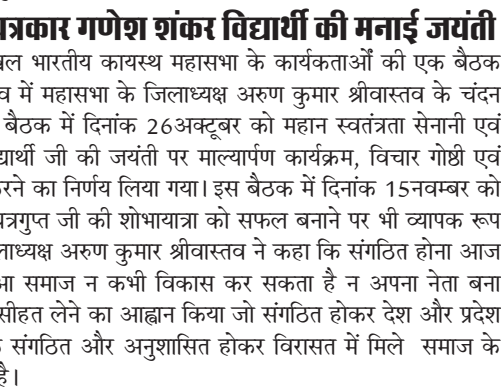 त्रकार गणेश शंकर विद्यार्थी की मनाई जयंती
भारतीय कायस्थ महासभा के कार्यकताओं की एक बैठक
व में महासभा के जिलाध्यक्ष अरुण कुमार श्रीवास्तव के चंदन
बैठक में दिनांक 26अक्टूबर को महान स्वतंत्रता सेनानी एवं
द्यार्थी जी की जयंती पर माल्यार्पण कार्यक्रम, विचार गोष्ठी एवं
रने का निर्णय लिया गया। इस बैठक में दिनांक 15नवम्बर को
त्रगुप्त जी की शोभायात्रा को सफल बनाने पर भी व्यापक रूप
लाध्यक्ष अरुण कुमार श्रीवास्तव ने कहा कि संगठित होना आज
समाज न कभी विकास कर सकता है न अपना नेता बना
सीहत लेने का आह्वान किया जो संगठित होकर देश और प्रदेश
संगठित और अनुशासित होकर विरासत में मिले समाज के
है।